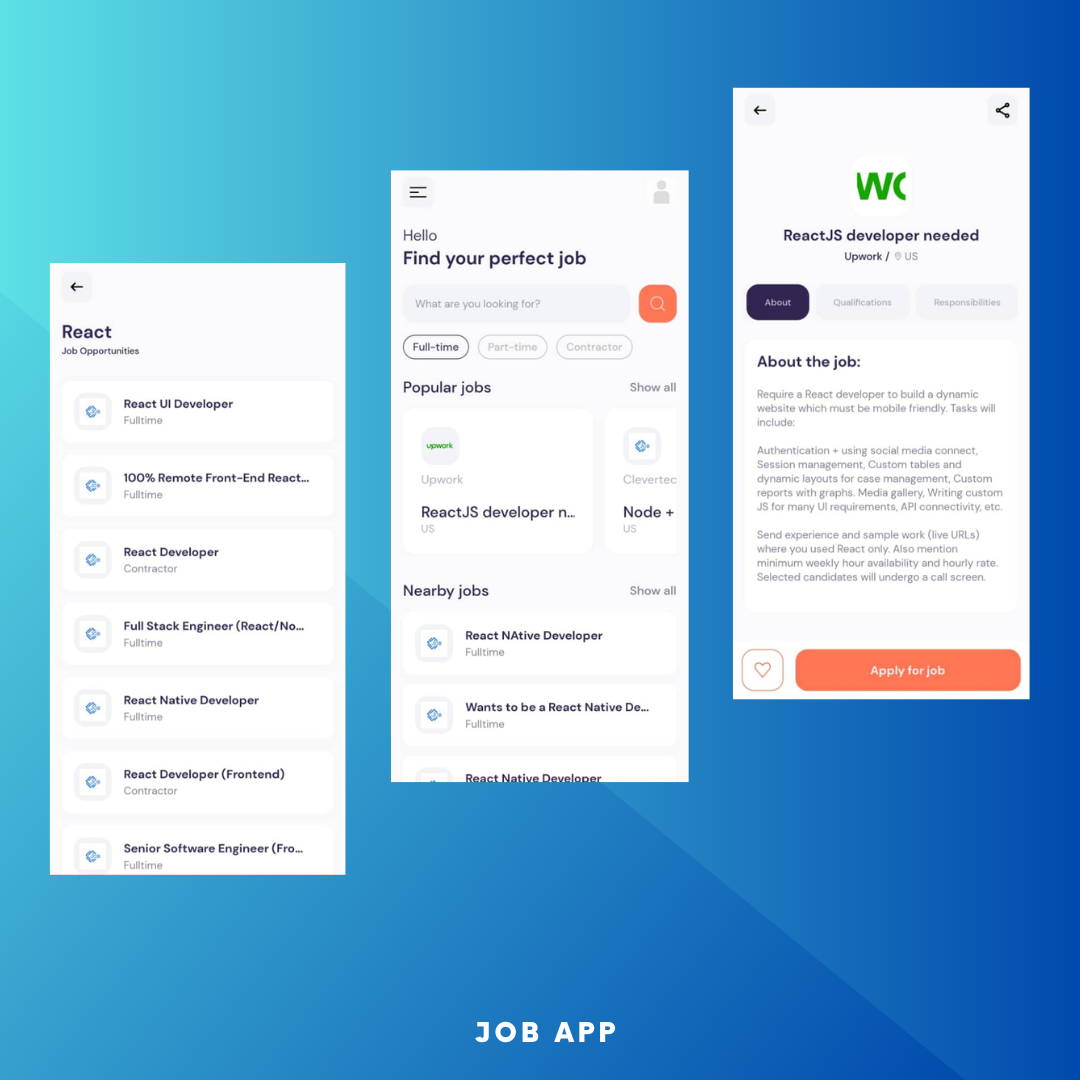 React
Job Opportunities
React UI Developer
Fulltime
100% Remote Front-End React...
Fulltime
React Developer
Contractor
Full Stack Engineer (React/No...
Fulltime
React Native Developer
Fulltime
React Developer (Frontend)
Contractor
Senior Software Engineer (Fro...
Fulltime
Hello
Find your perfect job
What are you looking for?
Full-time
Part-time
Contractor
Popular jobs
Show all
upwork
Upwork
ReactJS developer n...
US
Clevertec
Node +
US
Nearby jobs
Show all
React NAtive Developer
Fulltime
Wants to be a React Native De...
Fulltime
React Native Developer
ReactJS developer needed
Upwork / US
About
Qualifications
Responsibilities
About the job:
Require a React developer to build a dynamic
website which must be mobile friendly. Tasks will
include:
Authentication + using social media connect,
Session management, Custom tables and
dynamic layouts for case management, Custom
reports with graphs. Media gallery, Writing custom
JS for many UI requirements, API connectivity, etc.
Send experience and sample work (live URLs)
where you used React only. Also mention
minimum weekly hour availability and hourly rate.
Selected candidates will undergo a call screen.
Apply for job
JOB APP